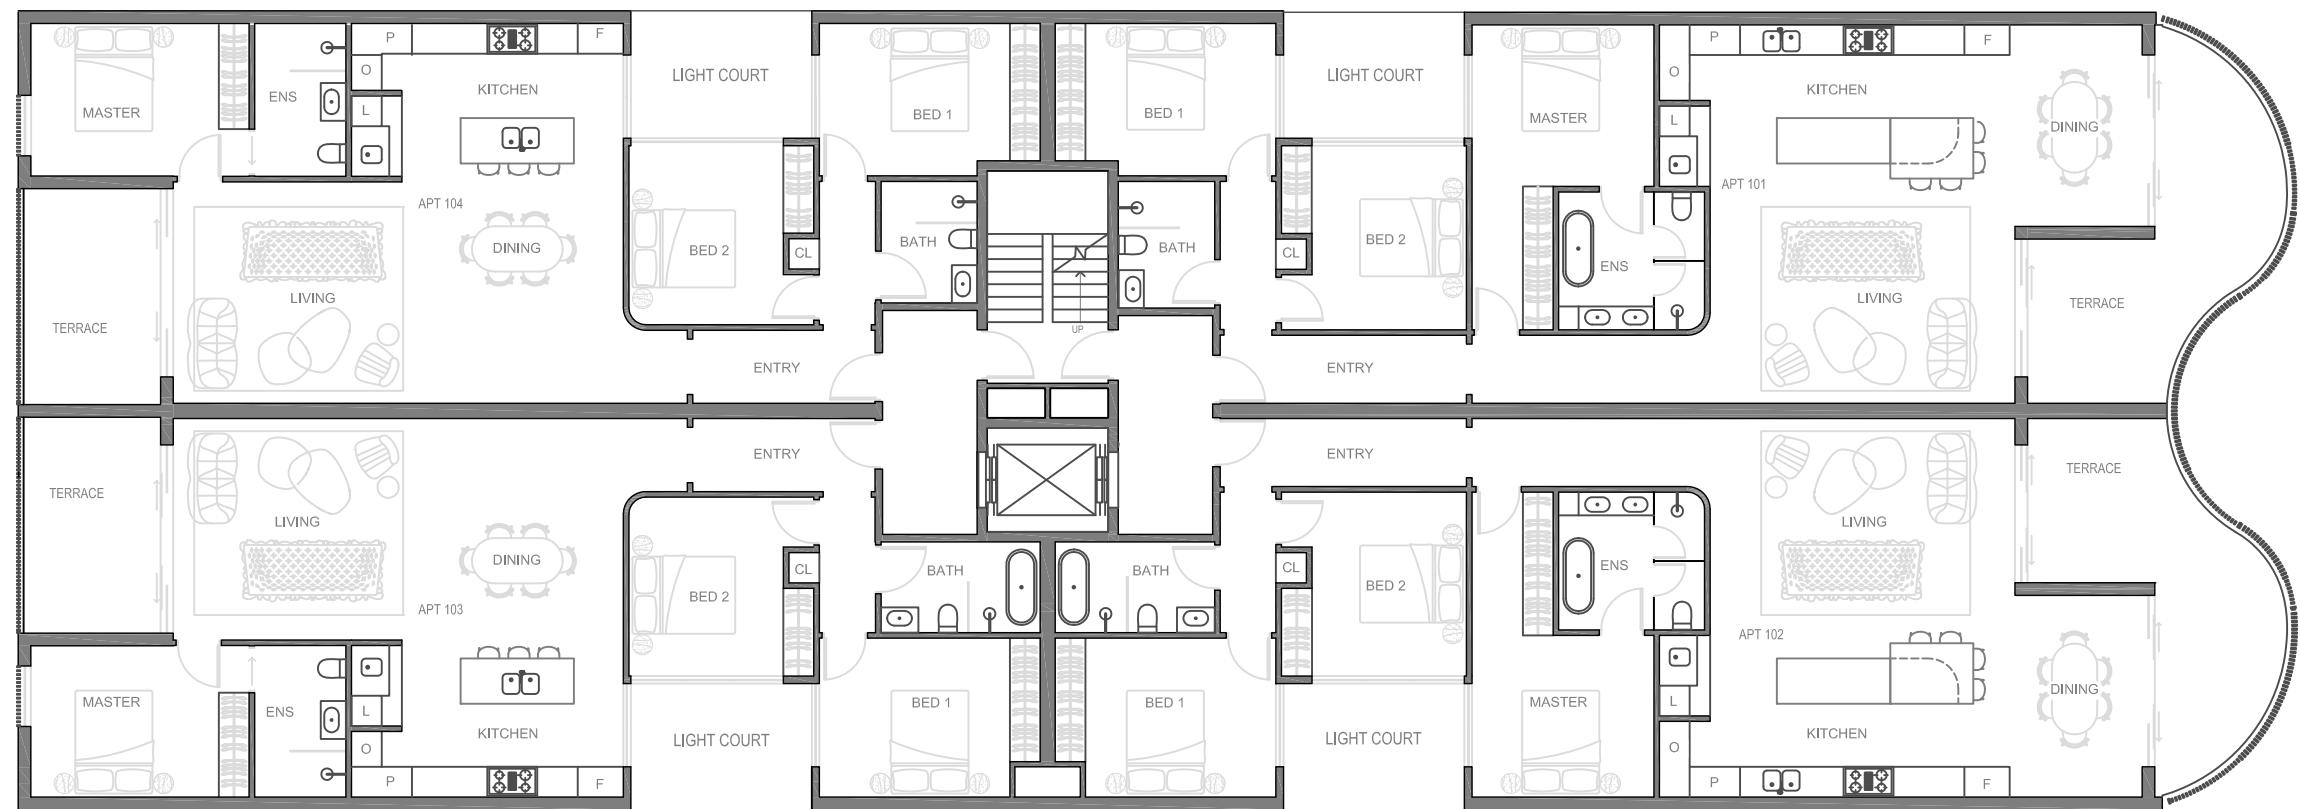 P
F
O
ENS
L
MASTER
KITCHEN
LIGHT COURT
BED 1
BED 1
LIGHT COURT
MASTER
P
F
O
L
KITCHEN
DINING
APT 104
DINING
BED 2
CL
BATH
BATH
CL
BED 2
ENS
APT 101
LIVING
TERRACE
LIVING
TERRACE
UP
ENTRY
ENTRY
ENTRY
ENTRY
TERRACE
LIVING
TERRACE
LIVING
DINING
APT 103
BED 2
CL
BATH
BATH
CL
BED 2
ENS
APT 102
MASTER
ENS
L
O
KITCHEN
P
F
LIGHT COURT
BED 1
BED 1
LIGHT COURT
MASTER
L
O
KITCHEN
DINING
P
F